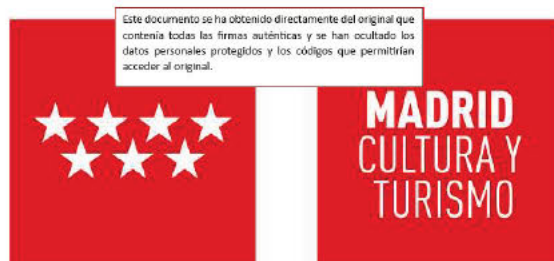 Este documento se ha obtenido directamente del original que
contenía todas las firmas auténticas y se han ocultado los
datos personales protegidos y los códigos que permitirían
acceder al original.
MADRID
CULTURA Y
TURISMO